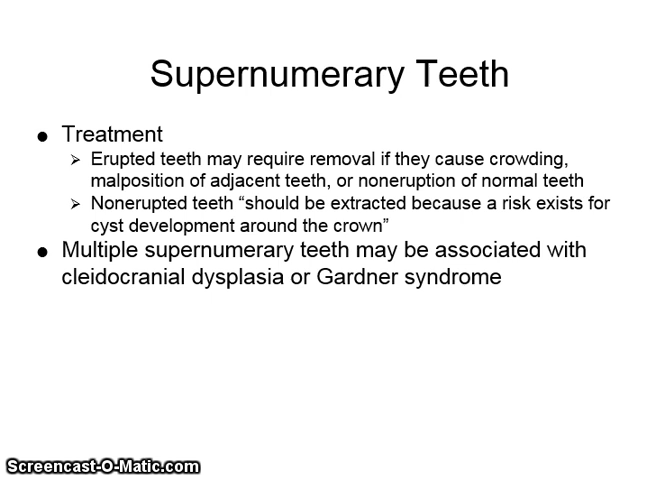 Supernumerary Teeth
● Treatment
➢ Erupted teeth may require removal if they cause crowding,
malposition of adjacent teeth, or noneruption of normal teeth
➢ Nonerupted teeth “should be extracted because a risk exists for
cyst development around the crown”
● Multiple supernumerary teeth may be associated with
cleidocranial dysplasia or Gardner syndrome
Screencast-O-Matic.com